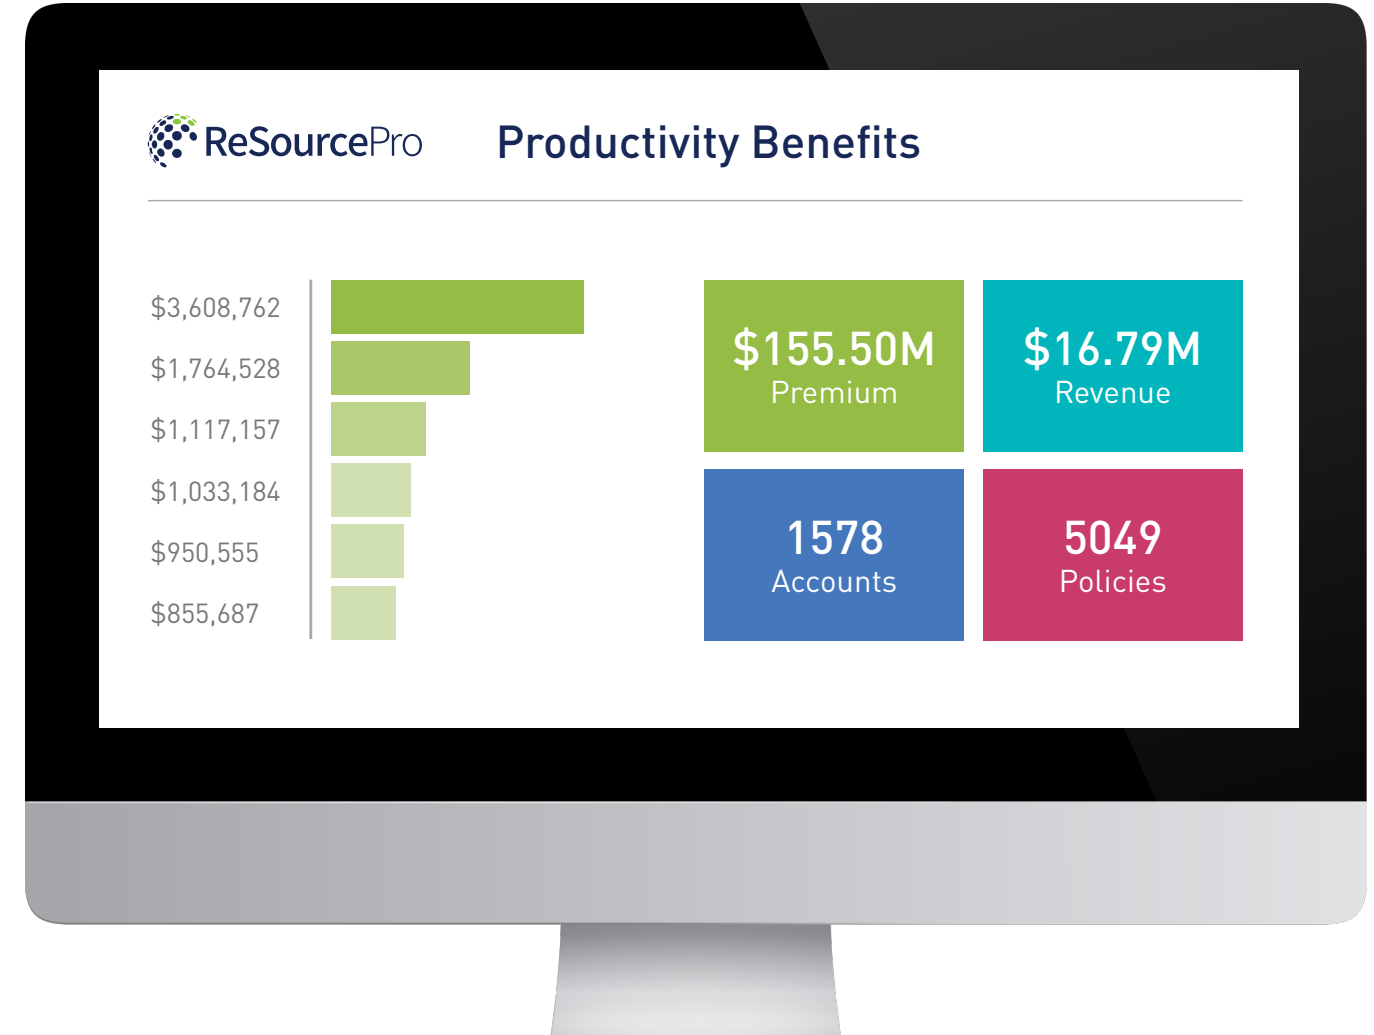 ReSourcePro
Productivity Benefits
$3,608,762
$1,764,528
$1,117,157
$1,033,184
$950,555
$855,687
$155.50M
Premium
$16.79M
Revenue
1578
Accounts
5049
Policies